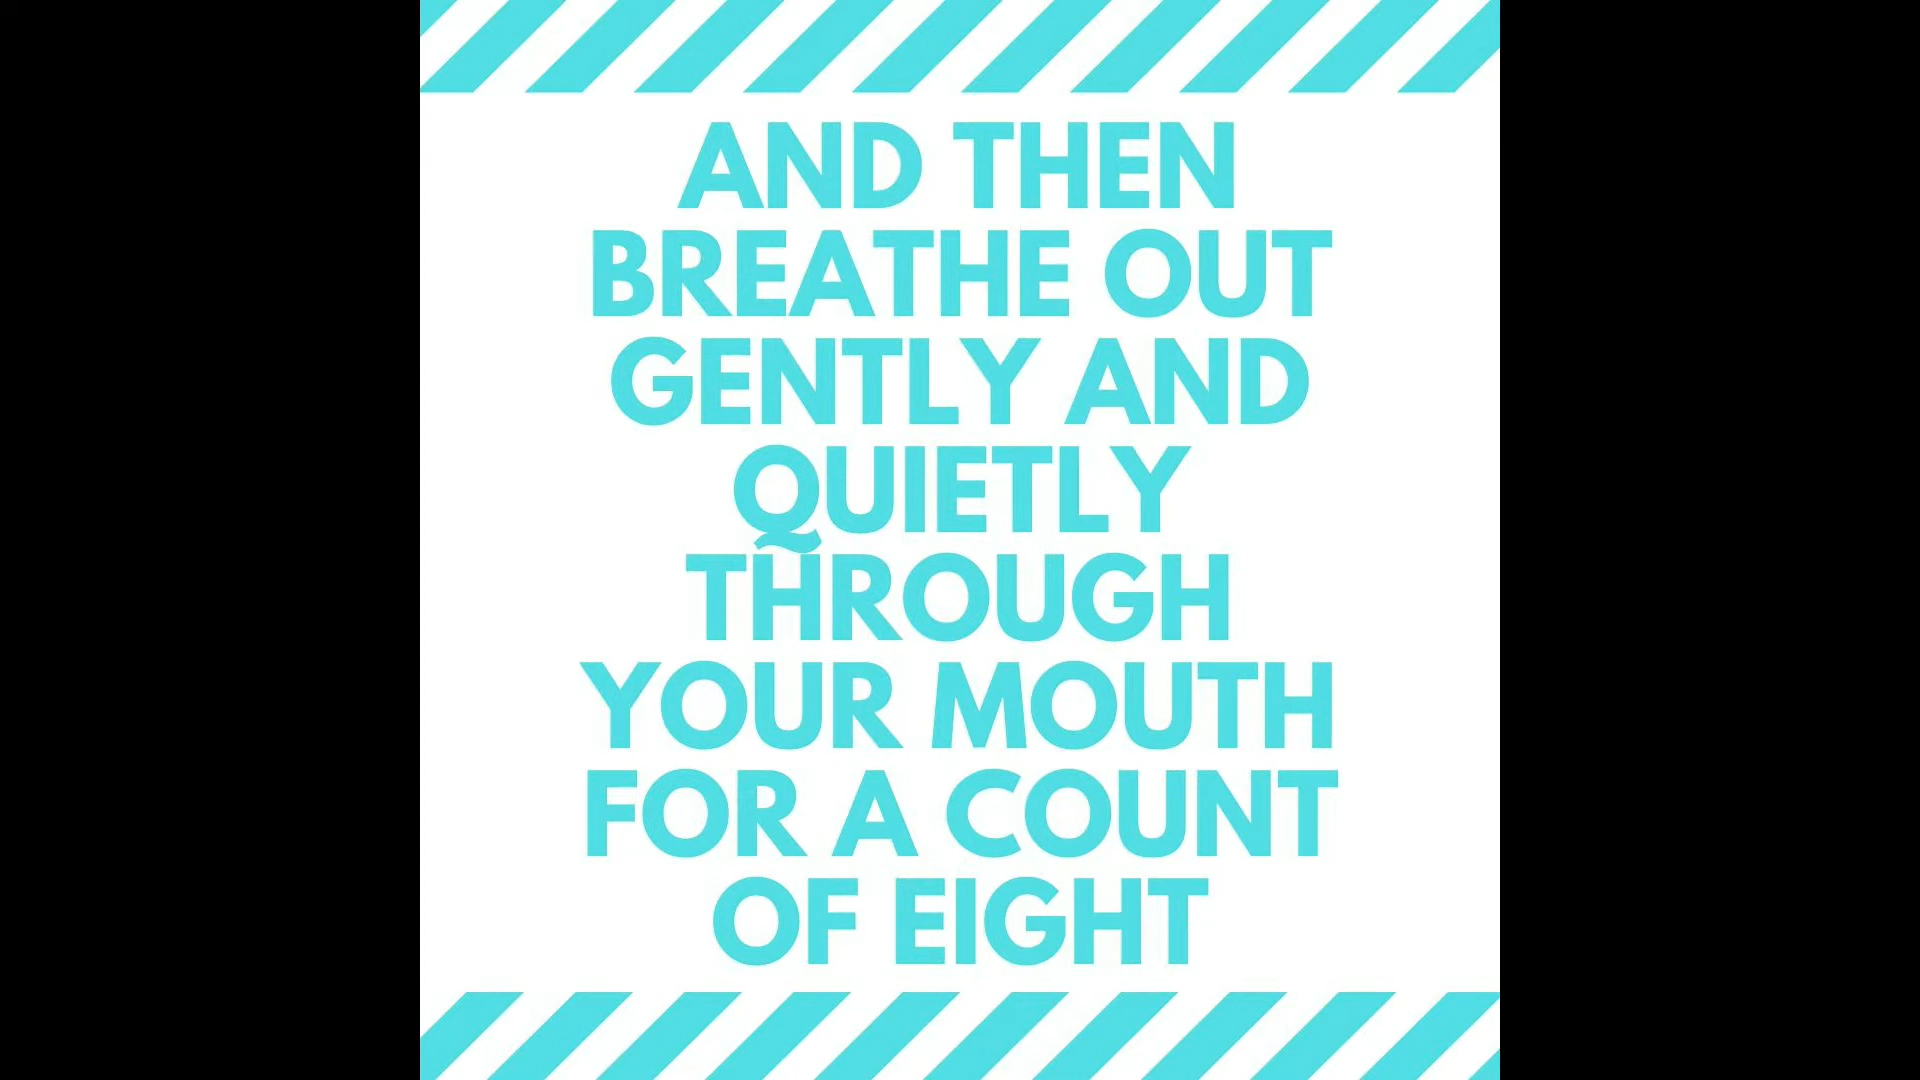 AND THEN
BREATHE OUT
GENTLY AND
QUIETLY
THROUGH
YOUR MOUTH
FOR A COUNT
OF EIGHT